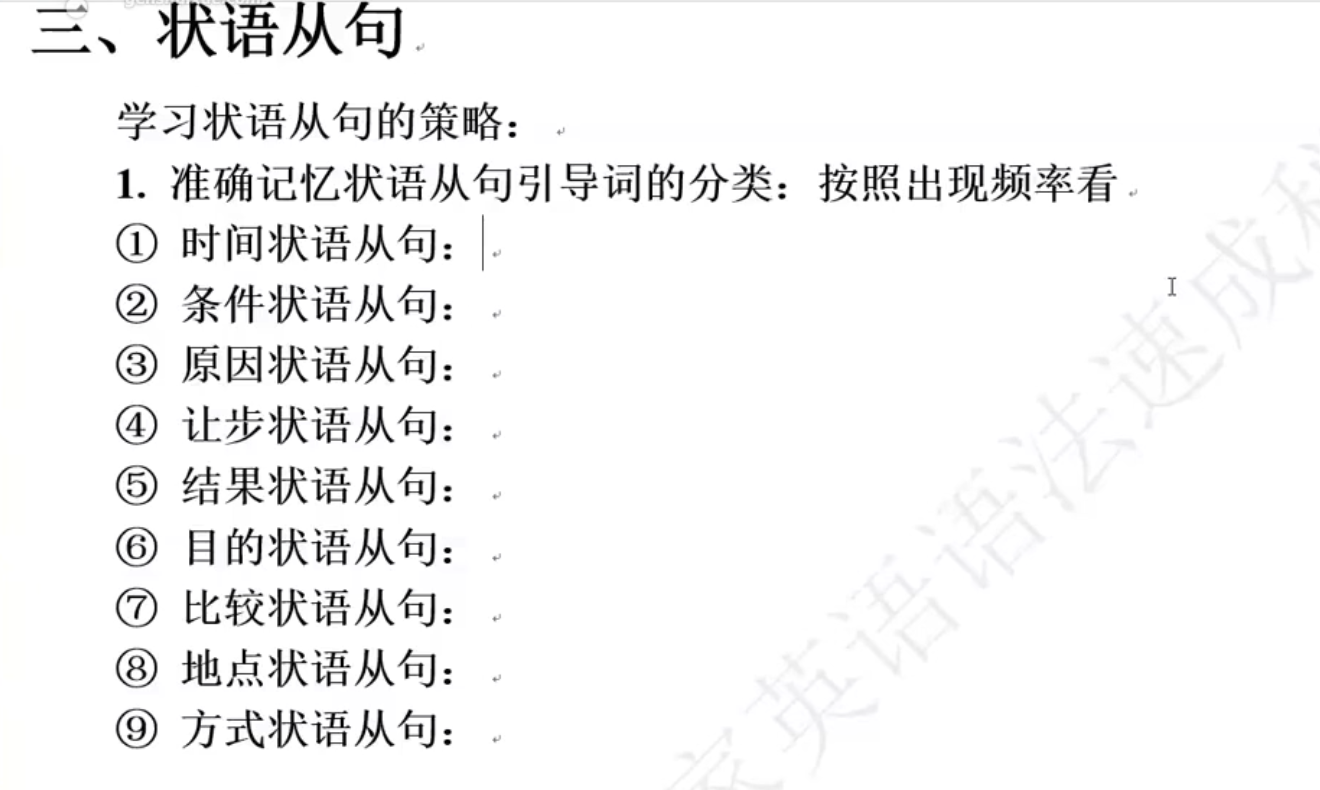 三、状语从句
学习状语从句的策略：
1. 准确记忆状语从句引导词的分类：按照出现频率看
① 时间状语从句：
② 条件状语从句：
③ 原因状语从句：
④ 让步状语从句：
⑤ 结果状语从句：
⑥ 目的状语从句：
⑦ 比较状语从句：
⑧ 地点状语从句：
⑨ 方式状语从句：
家英语语法速成